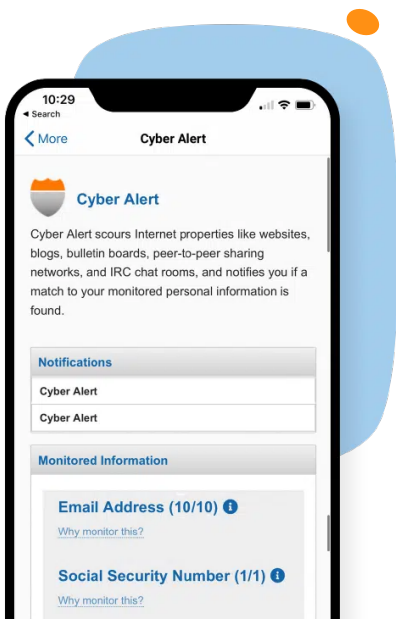 10:29
◀ Search
More
Cyber Alert
Cyber Alert
Cyber Alert scours Internet properties like websites,
blogs, bulletin boards, peer-to-peer sharing
networks, and IRC chat rooms, and notifies you if a
match to your monitored personal information is
found.
Notifications
Cyber Alert
Cyber Alert
Monitored Information
Email Address (10/10)
Why monitor this?
Social Security Number (1/1)
Why monitor this?